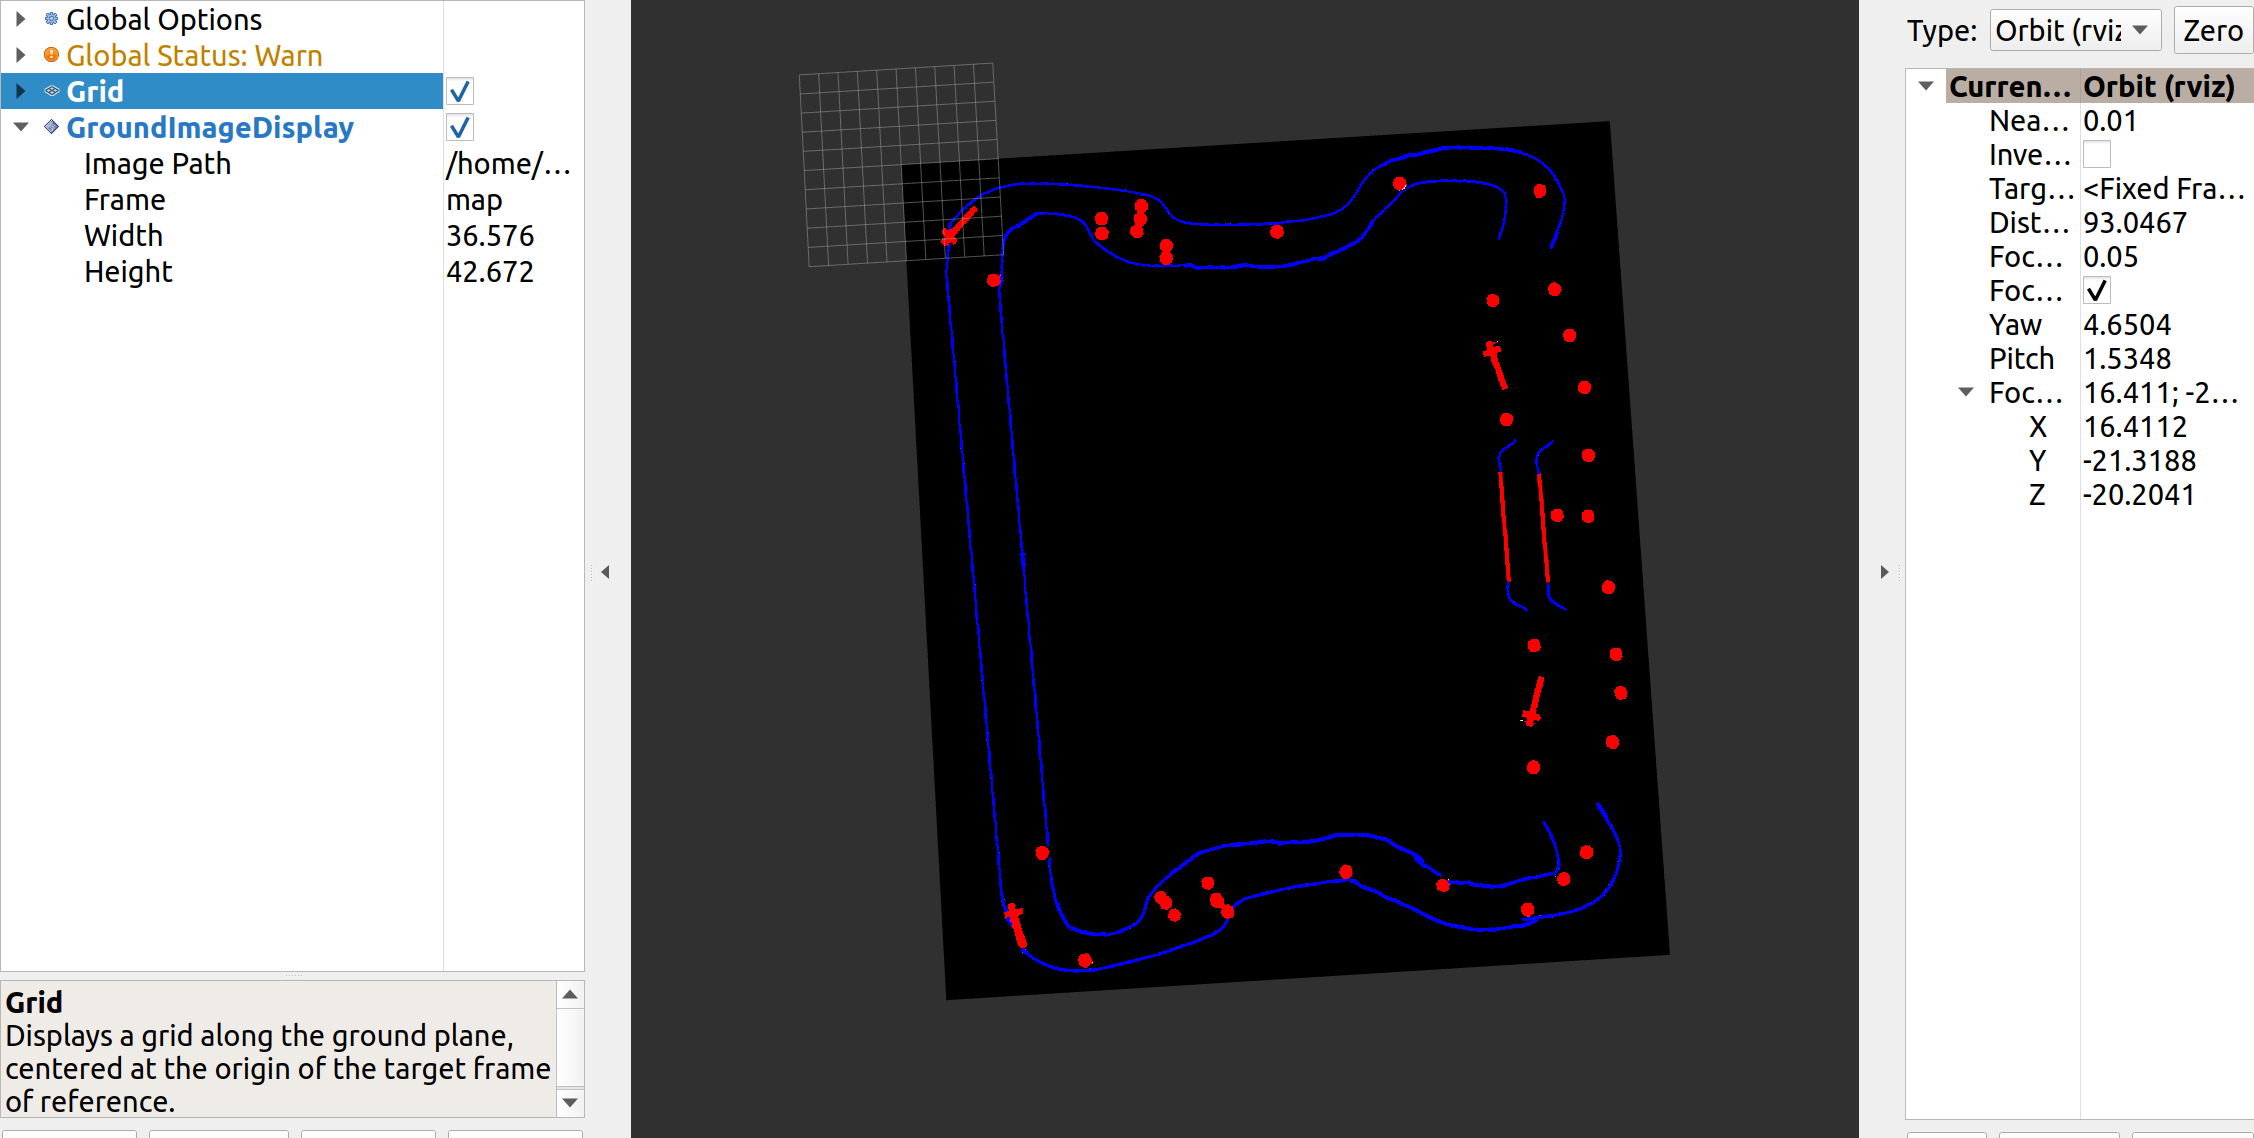 Global Options
Global Status: Warn
Grid
GroundImageDisplay
Image Path /home/...
Frame map
Width 36.576
Height 42.672
Grid
Displays a grid along the ground plane,
centered at the origin of the target frame
of reference.
Type: Orbit (rviz Zero
Curren... Orbit (rviz)
Nea... 0.01
Inve...
Targ... <Fixed Fra...
Dist... 93.0467
Foc... 0.05
Foc...
Yaw 4.6504
Pitch 1.5348
Foc... 16.411; -2...
X 16.4112
Y -21.3188
Z -20.2041